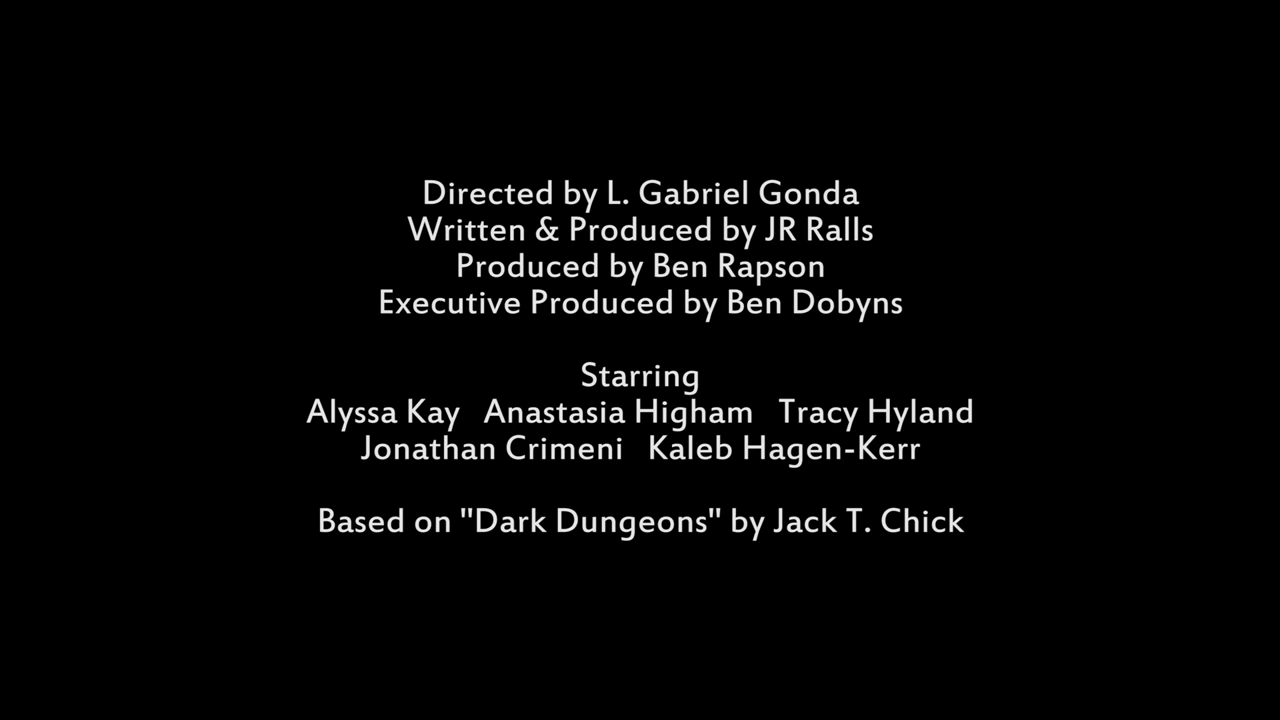 Directed by L. Gabriel Gonda
Written & Produced by JR Ralls
Produced by Ben Rapson
Executive Produced by Ben Dobyns
Starring
Alyssa Kay Anastasia Higham Tracy Hyland
Jonathan Crimeni Kaleb Hagen-Kerr
Based on "Dark Dungeons" by Jack T. Chick